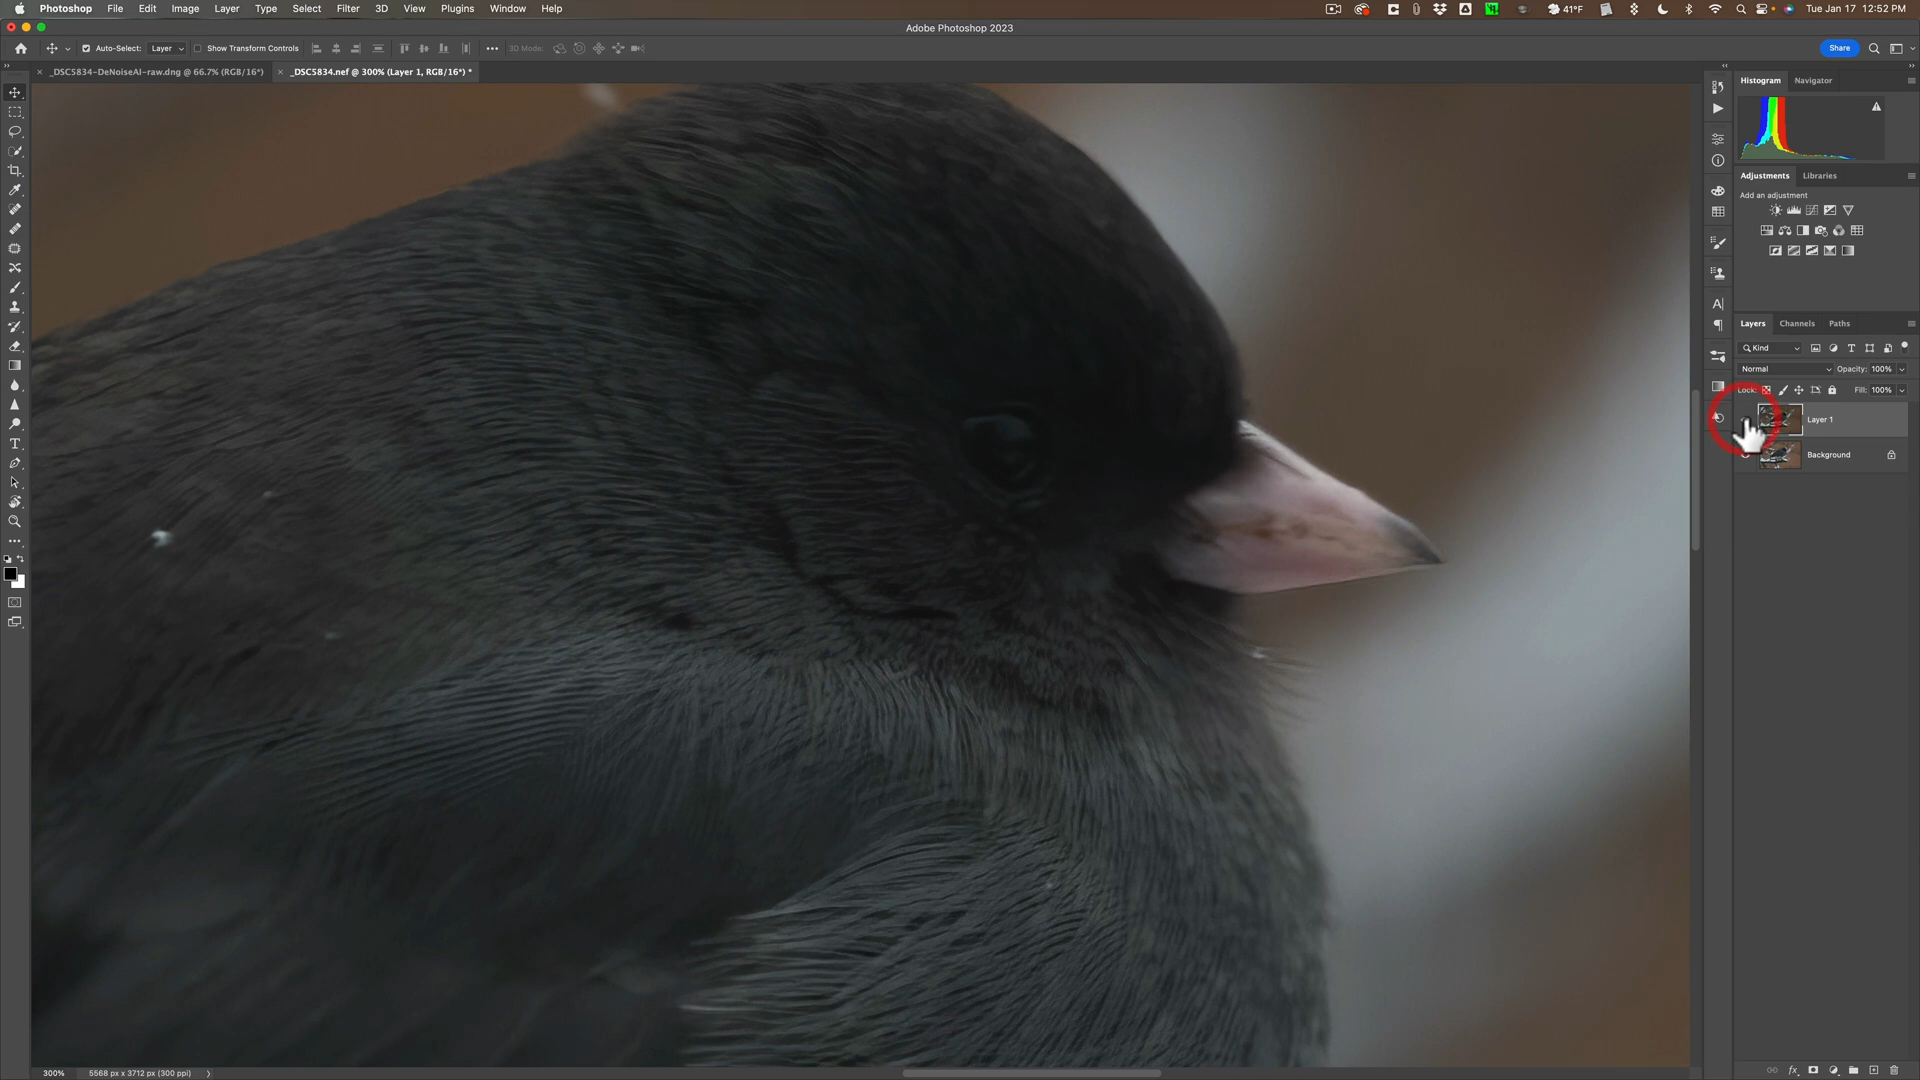 Photoshop File Edit Image Layer Type Select Filter 3D View Plugins Window Help 41°F Tue Jan 17 12:52 PM
Adobe Photoshop 2023
Auto-Select: Layer Show Transform Controls 3D Mode: Share
_DSC5834-DeNoiseAI-raw.dng @ 66.7% (RGB/16*) _DSC5834.nef @ 300% (Layer 1, RGB/16*) *
Histogram Navigator
Adjustments Libraries
Add an adjustment
Layers Channels Paths
Kind
Normal Opacity: 100%
Lock: Fill: 100%
Layer 1
Background
300% 5568 px x 3712 px (300 ppi)